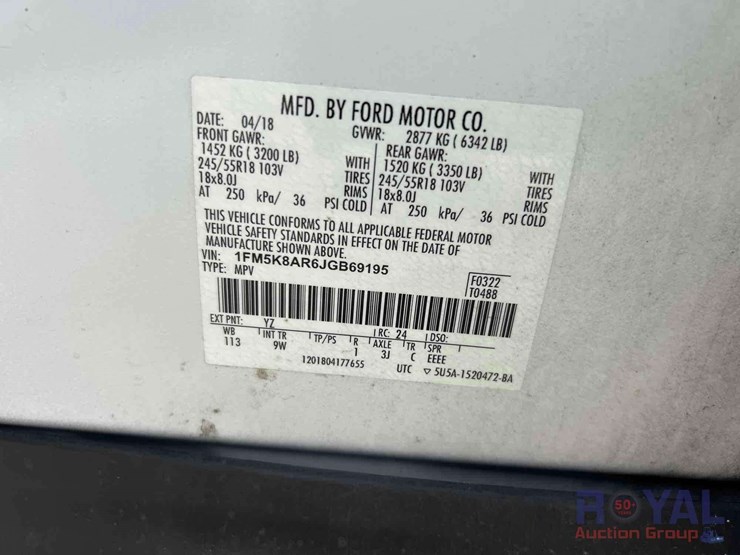 MFD. BY FORD MOTOR CO.
DATE: 04/18 GVWR: 2877 KG ( 6342 LB)
FRONT GAWR: REAR GAWR:
1452 KG ( 3200 LB) WITH 1520 KG ( 3350 LB) WITH
245/55R18 103V TIRES 245/55R18 103V TIRES
18x8.0J RIMS 18x8.0J RIMS
AT 250 kPa/ 36 PSI COLD AT 250 kPa/ 36 PSI COLD
THIS VEHICLE CONFORMS TO ALL APPLICABLE FEDERAL MOTOR
VEHICLE SAFETY STANDARDS IN EFFECT ON THE DATE OF
MANUFACTURE SHOWN ABOVE.
VIN: 1FM5K8AR6JGB69195
TYPE: MPV
F0322
T0488
EXT PNT: YZ RC: 24 DSO:
WB INT TR TP/PS R AXLE TR SPR
113 9W 1 3J C EEEE
1201804177655 UTC ▽ 5U5A-1520472-BA
ROYAL
50
Auction Group